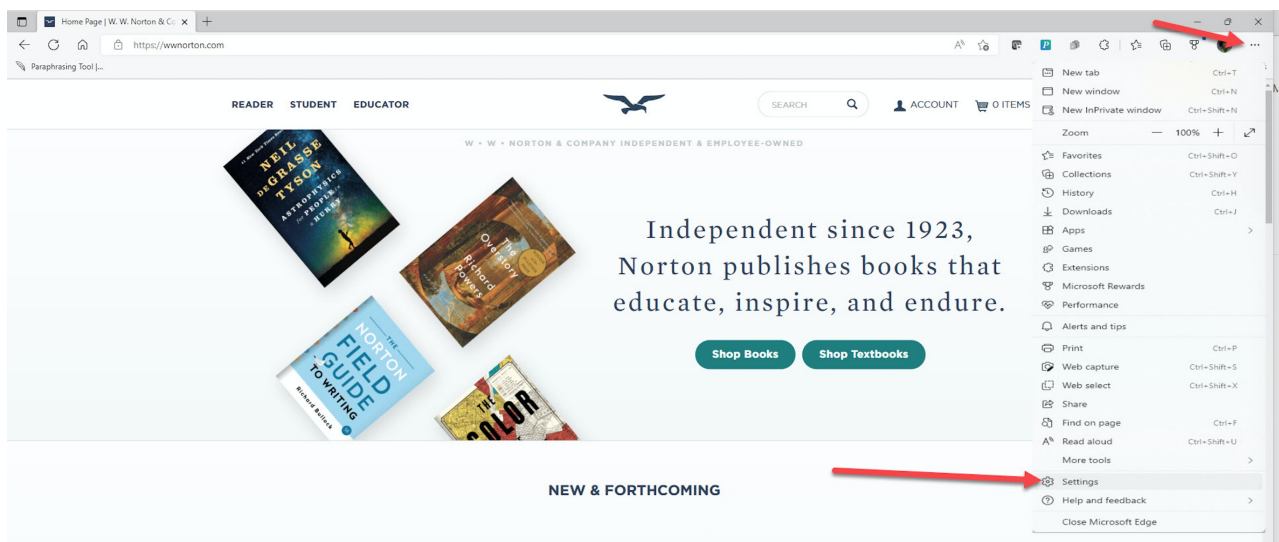 Home Page | W. W. Norton & Co
https://wwnorton.com
Paraphrasing Tool |...
READER STUDENT EDUCATOR
SEARCH
ACCOUNT
0 ITEMS
W • W • NORTON & COMPANY INDEPENDENT & EMPLOYEE-OWNED
NEIL
DEGRASSE
TYSON
ASTROPHYSICS
for PEOPLE
in a HURRY
The
Overstory
Richard
Powers
THE
NORTON
FIELD
GUIDE
TO WRITING
Richard Bullock
THE
COLOR
Independent since 1923,
Norton publishes books that
educate, inspire, and endure.
Shop Books
Shop Textbooks
NEW & FORTHCOMING
New tab Ctrl+T
New window Ctrl+N
New InPrivate window Ctrl+Shift+N
Zoom — 100% +
Favorites Ctrl+Shift+O
Collections Ctrl+Shift+Y
History Ctrl+H
Downloads Ctrl+J
Apps
Games
Extensions
Microsoft Rewards
Performance
Alerts and tips
Print Ctrl+P
Web capture Ctrl+Shift+S
Web select Ctrl+Shift+X
Share
Find on page Ctrl+F
Read aloud Ctrl+Shift+U
More tools
Settings
Help and feedback
Close Microsoft Edge